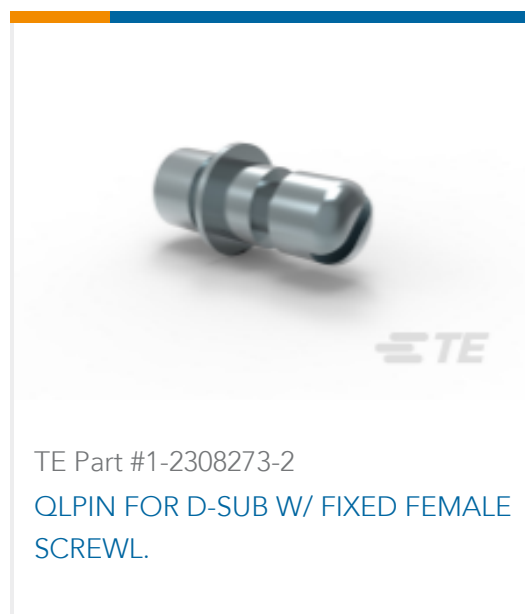 TE
TE Part #1-2308273-2
QLPIN FOR D-SUB W/ FIXED FEMALE
SCREWL.